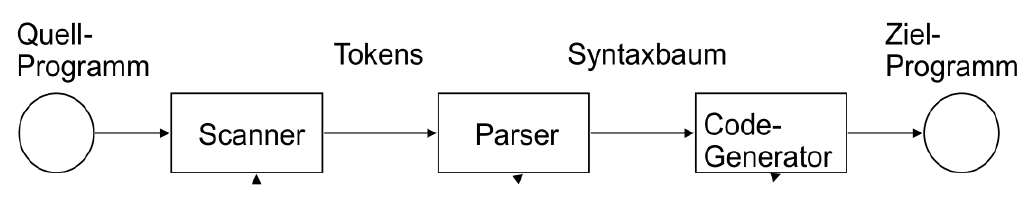 Quell-
Programm
Tokens
Syntaxbaum
Ziel-
Programm
Scanner
Parser
Code-
Generator